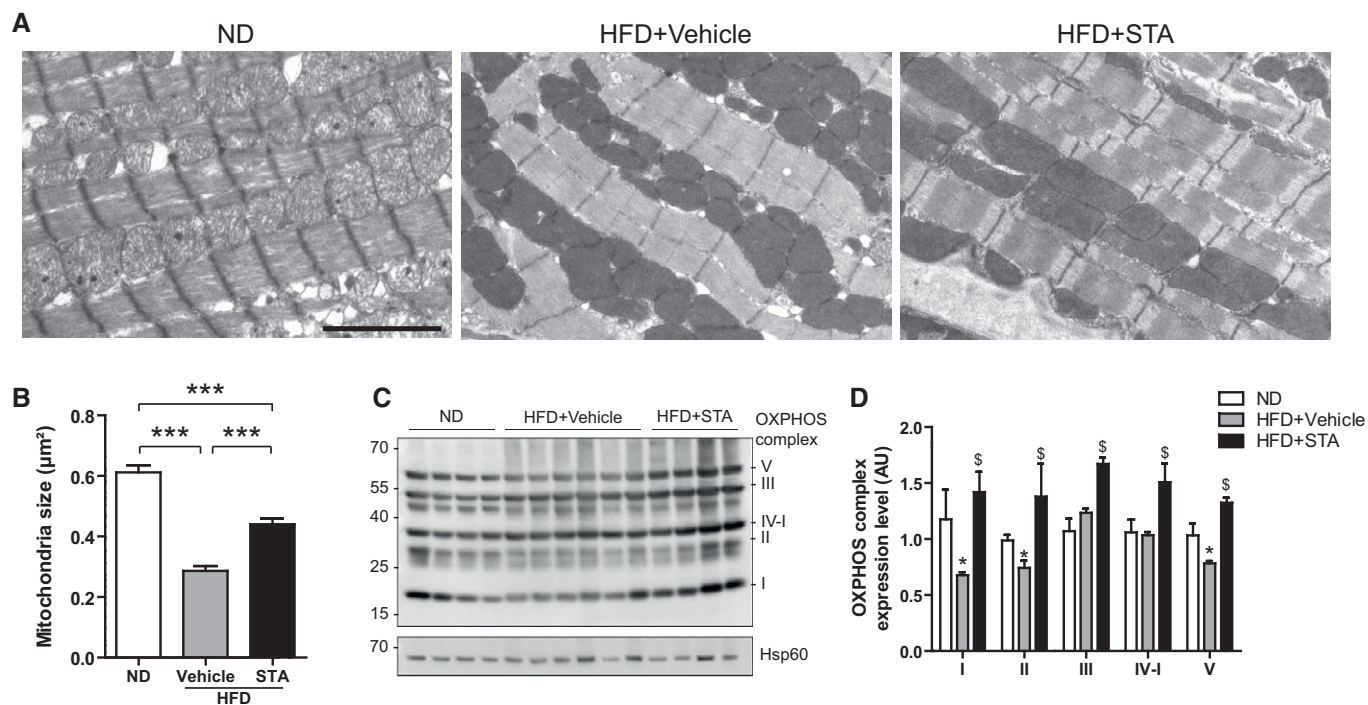 A
ND
HFD+Vehicle
HFD+STA
B
***
***
***
Mitochondria size (µm²)
0.8
0.6
0.4
0.2
0.0
ND
Vehicle
STA
HFD
C
ND
HFD+Vehicle
HFD+STA
OXPHOS
complex
70
55
40
25
15
V
III
IV-I
II
I
70
Hsp60
D
ND
HFD+Vehicle
HFD+STA
OXPHOS complex
expression level (AU)
2.0
1.5
1.0
0.5
0.0
* $
* $
$
$
* $
I
II
III
IV-I
V